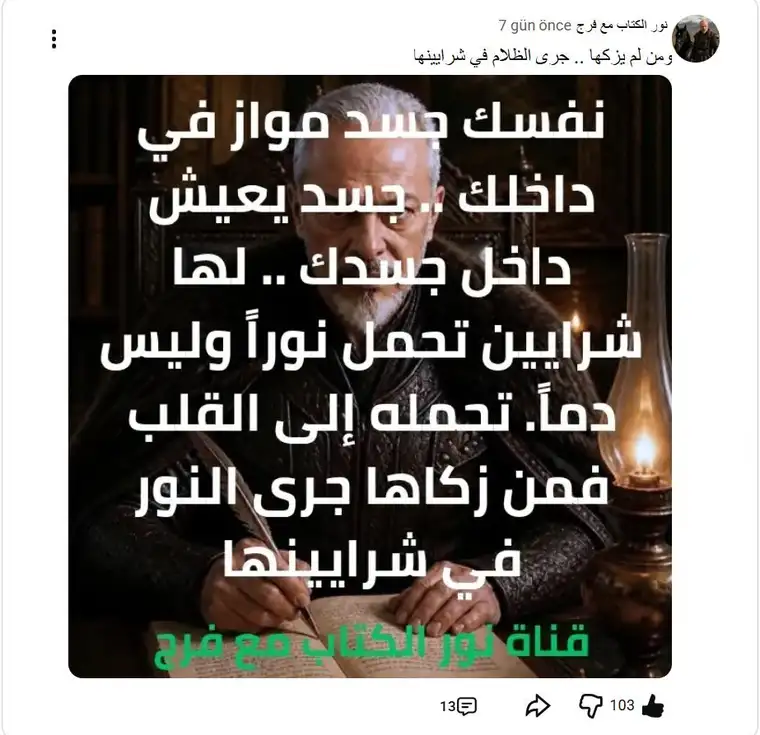 نور الكتاب مع فرج 7 gün önce
ومن لم يزكها .. جرى الظلام في شرايينها
نفسك جسد مواز في
داخلك .. جسد يعيش
داخل جسدك .. لها
شرايين تحمل نوراً وليس
دماً. تحمله إلى القلب
فمن زكاها جرى النور
في شرايينها
قناة نور الكتاب مع فرج
103
13